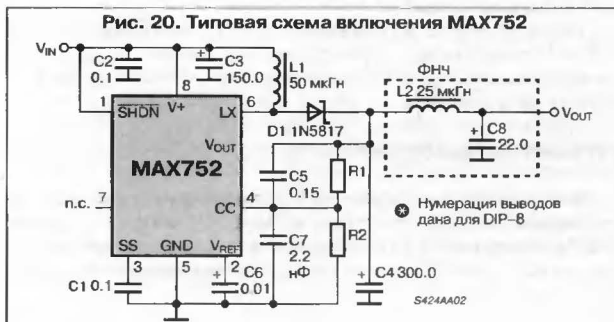 Рис. 20. Типовая схема включения MAX752
VIN
C2
0.1
C3
150.0
L1
50 мкГн
ФНЧ
L2 25 мкГн
VOUT
C8
22.0
1
8
6
SHDN
V+
LX
D1 1N5817
MAX752
VOUT
C5
0.15
R1
n.c.
7
CC
4
Нумерация выводов
дана для DIP–8
C7
2.2
нФ
R2
SS
GND
VREF
3
5
2
C1 0.1
C6
0.01
C4 300.0
S424AA02